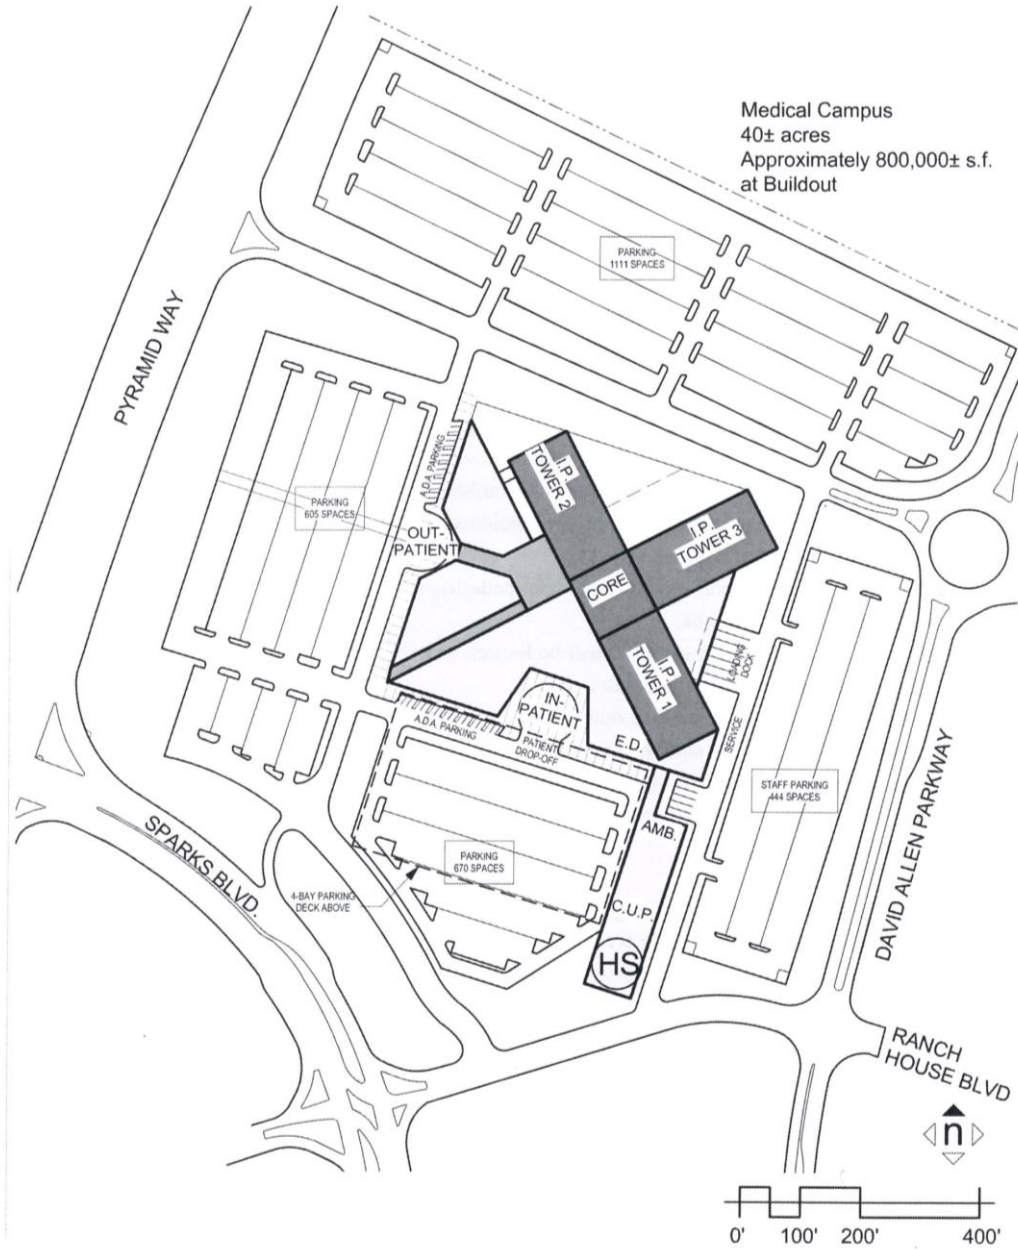 Medical Campus
40± acres
Approximately 800,000± s.f.
at Buildout
PARKING
1111 SPACES
PYRAMID WAY
I.P.
TOWER 2
A.D.A. PARKING
PARKING
605 SPACES
I.P.
TOWER 3
OUT-
PATIENT
CORE
LOADING
DOCK
I.P.
TOWER 1
IN-
PATIENT
A.D.A. PARKING
PATIENT
DROP-OFF
E.D.
SERVICE
STAFF PARKING
444 SPACES
AMB.
SPARKS BLVD.
PARKING
670 SPACES
4-BAY PARKING
DECK ABOVE
C.U.P.
DAVID ALLEN PARKWAY
HS
RANCH
HOUSE BLVD
n
0' 100' 200' 400'